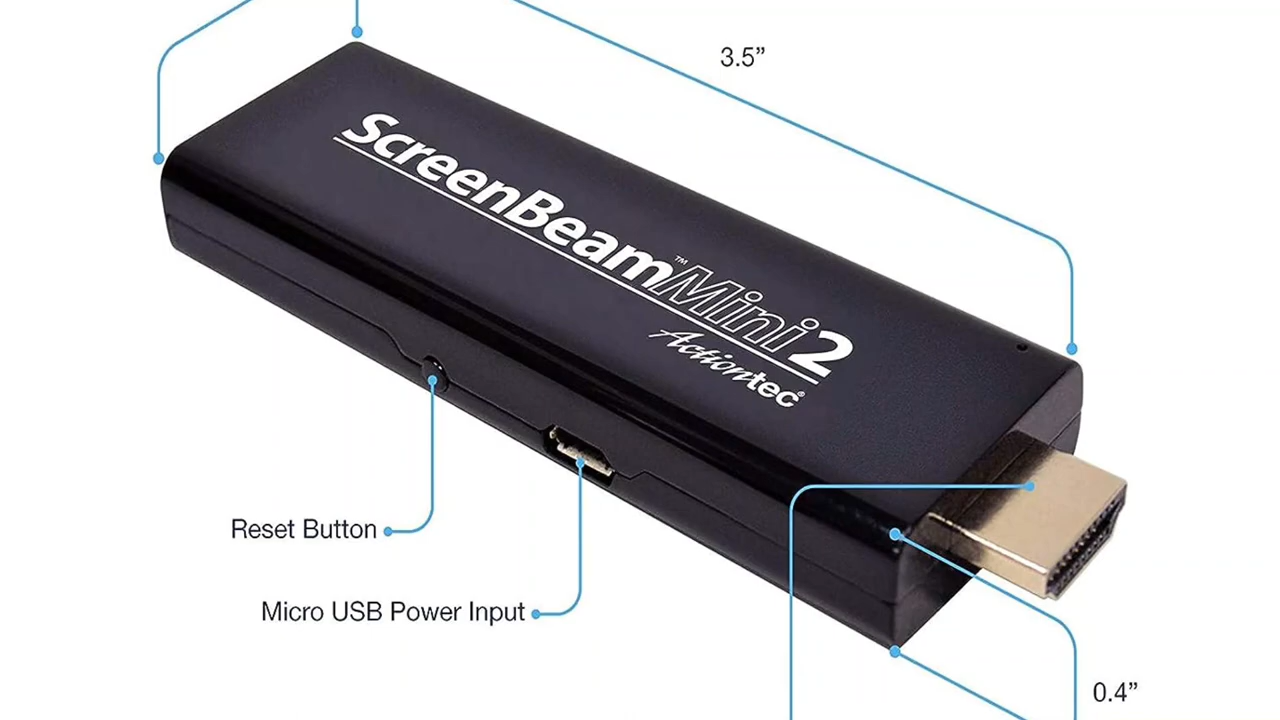 3.5”
ScreenBeam™Mini2
Actiontec®
Reset Button
Micro USB Power Input
0.4”